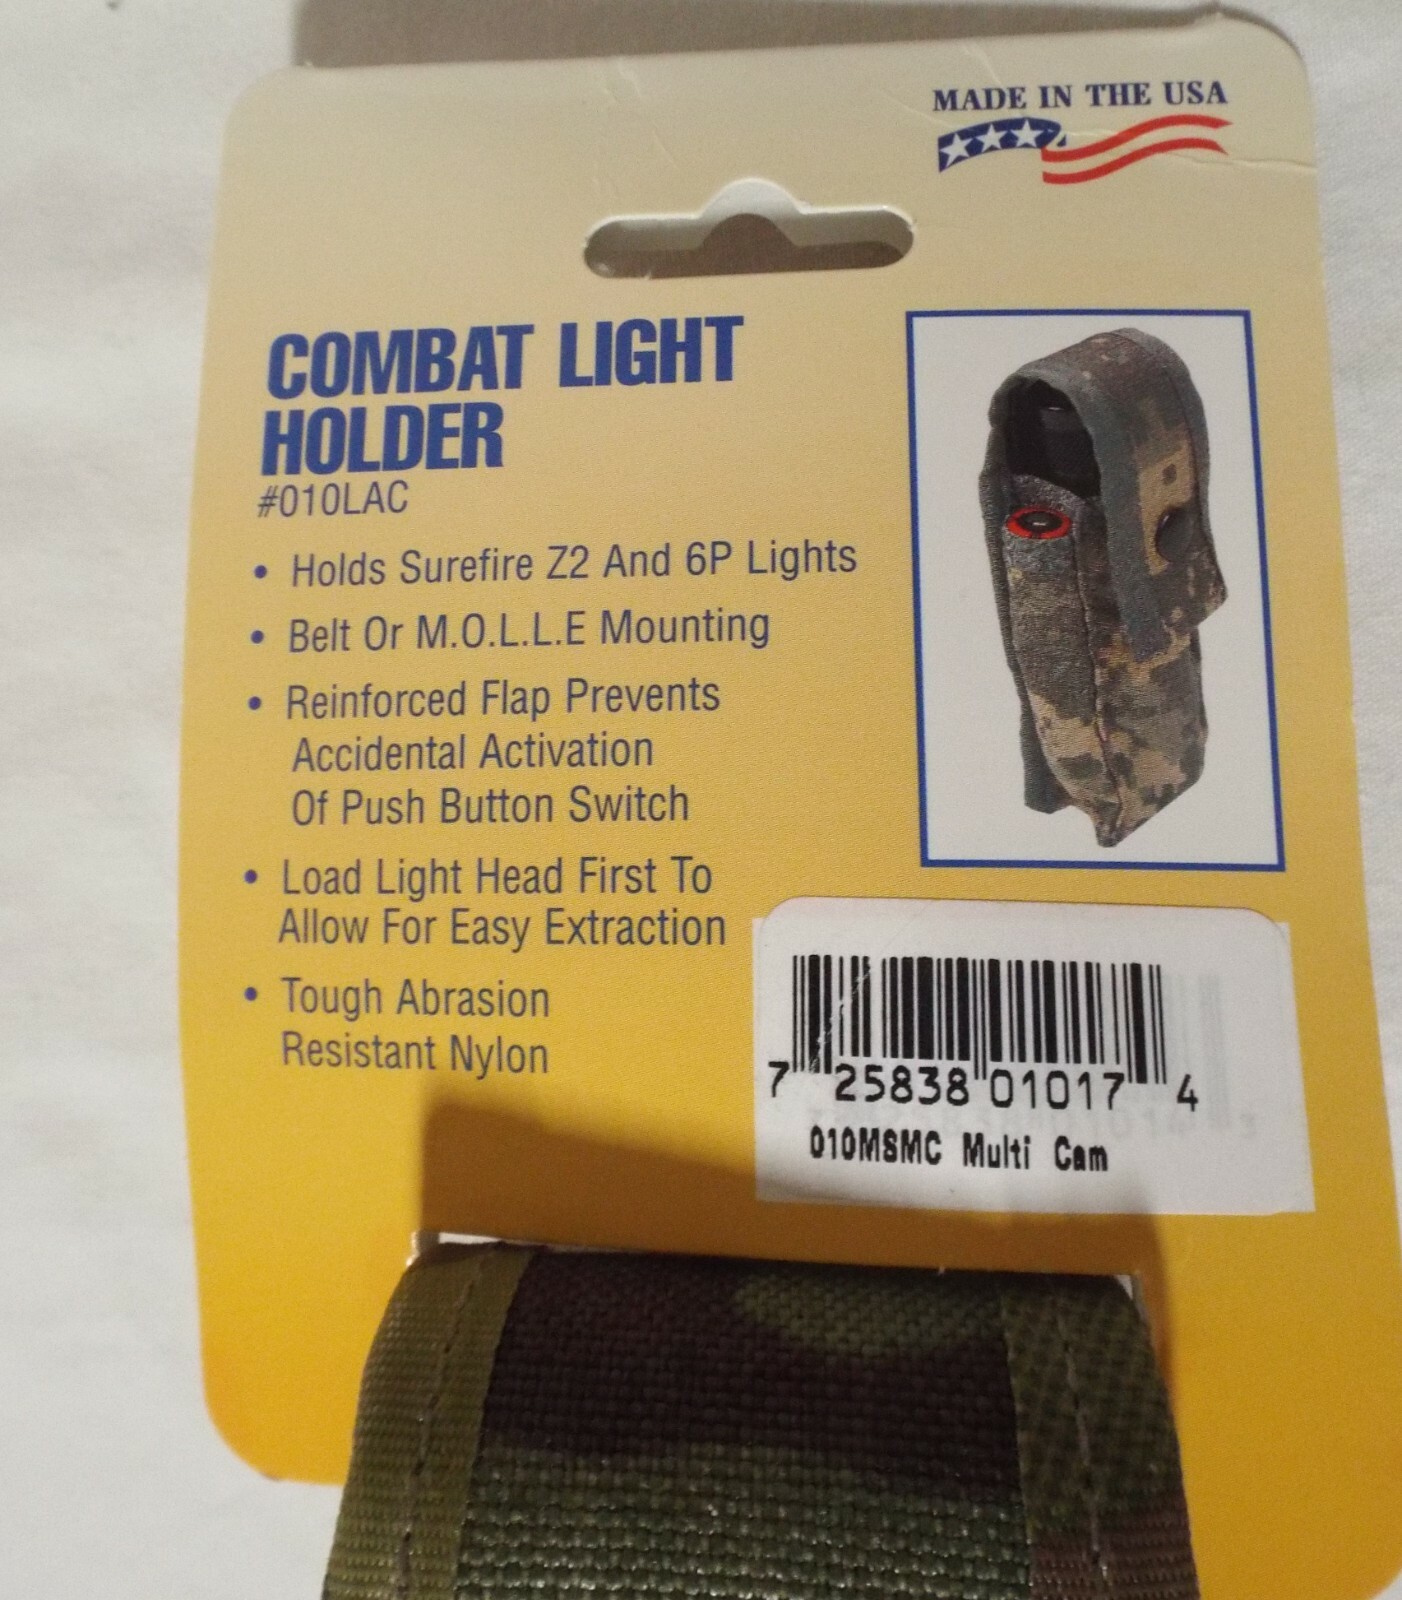 MADE IN THE USA
COMBAT LIGHT
HOLDER
#010LAC
• Holds Surefire Z2 And 6P Lights
• Belt Or M.O.L.L.E Mounting
• Reinforced Flap Prevents
Accidental Activation
Of Push Button Switch
• Load Light Head First To
Allow For Easy Extraction
• Tough Abrasion
Resistant Nylon
7 25838 01017 4
010MSMC Multi Cam